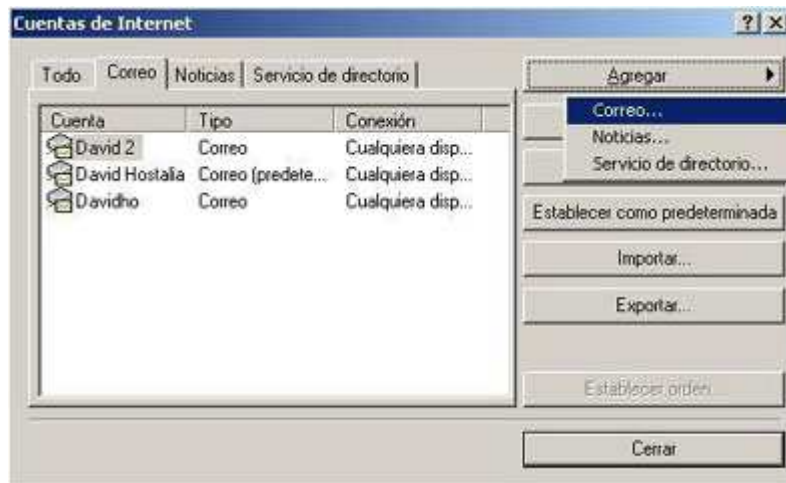 Cuentas de Internet
Todo Correo Noticias Servicio de directorio
Agregar
Correo...
Noticias...
Servicio de directorio...
Cuenta Tipo Conexión
David 2 Correo Cualquiera disp...
David Hostalia Correo (predete... Cualquiera disp...
Davidho Correo Cualquiera disp...
Establecer como predeterminada
Importar...
Exportar...
Establecer orden...
Cerrar